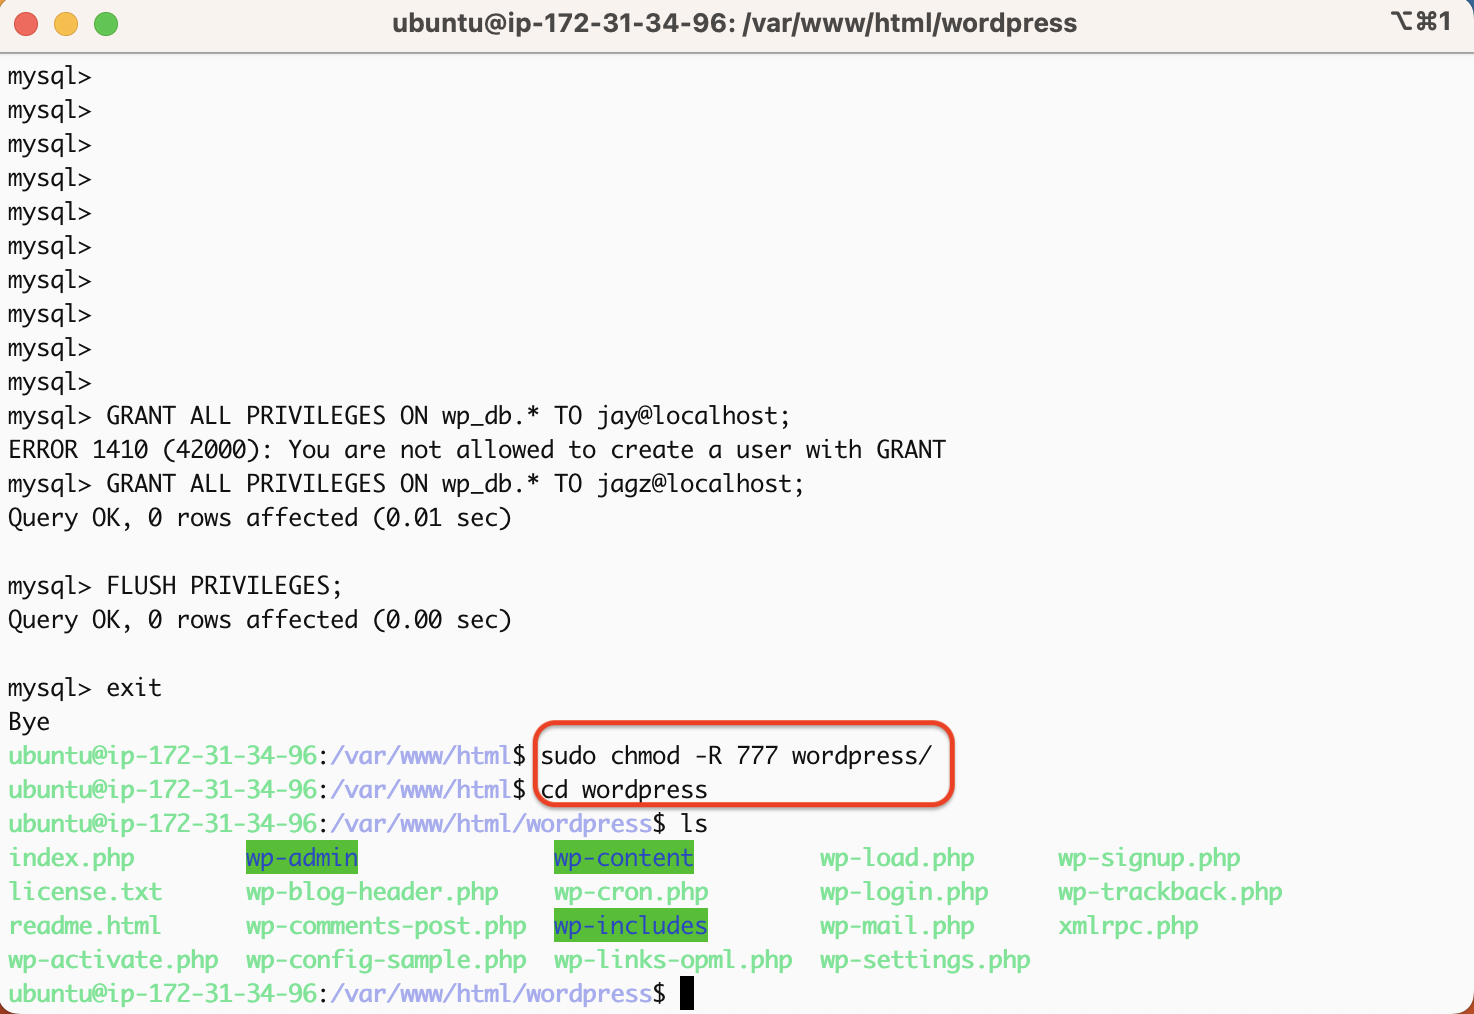 ubuntu@ip-172-31-34-96: /var/www/html/wordpress ⌥⌘1
mysql>
mysql>
mysql>
mysql>
mysql>
mysql>
mysql>
mysql>
mysql>
mysql>
mysql> GRANT ALL PRIVILEGES ON wp_db.* TO jay@localhost;
ERROR 1410 (42000): You are not allowed to create a user with GRANT
mysql> GRANT ALL PRIVILEGES ON wp_db.* TO jagz@localhost;
Query OK, 0 rows affected (0.01 sec)
mysql> FLUSH PRIVILEGES;
Query OK, 0 rows affected (0.00 sec)
mysql> exit
Bye
ubuntu@ip-172-31-34-96:/var/www/html$ sudo chmod -R 777 wordpress/
ubuntu@ip-172-31-34-96:/var/www/html$ cd wordpress
ubuntu@ip-172-31-34-96:/var/www/html/wordpress$ ls
index.php wp-admin wp-content wp-load.php wp-signup.php
license.txt wp-blog-header.php wp-cron.php wp-login.php wp-trackback.php
readme.html wp-comments-post.php wp-includes wp-mail.php xmlrpc.php
wp-activate.php wp-config-sample.php wp-links-opml.php wp-settings.php
ubuntu@ip-172-31-34-96:/var/www/html/wordpress$